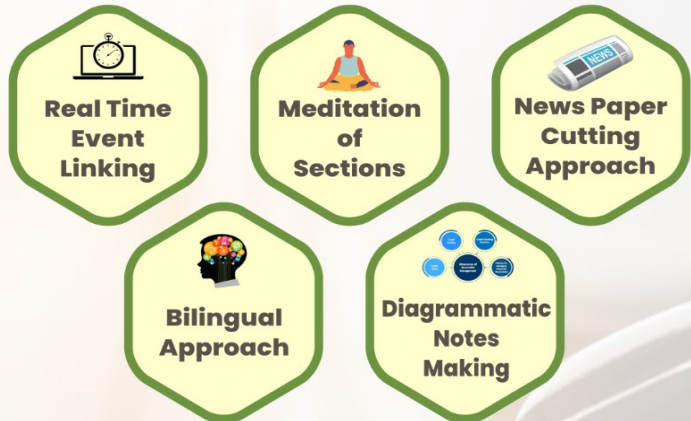 Real Time
Event
Linking
Meditation
of
Sections
NEWS
News Paper
Cutting
Approach
Bilingual
Approach
Diagrammatic
Notes
Making